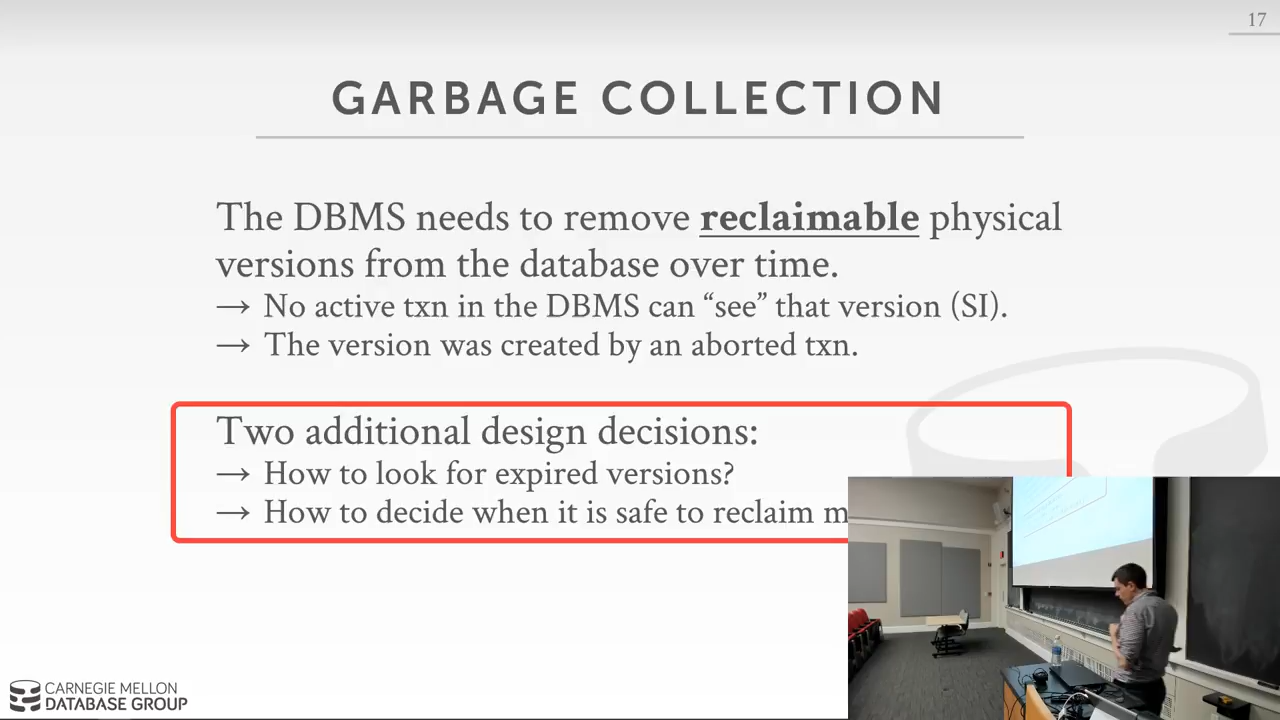 17
GARBAGE COLLECTION
The DBMS needs to remove reclaimable physical
versions from the database over time.
→ No active txn in the DBMS can “see” that version (SI).
→ The version was created by an aborted txn.
Two additional design decisions:
→ How to look for expired versions?
→ How to decide when it is safe to reclaim
CARNEGIE MELLON
DATABASE GROUP